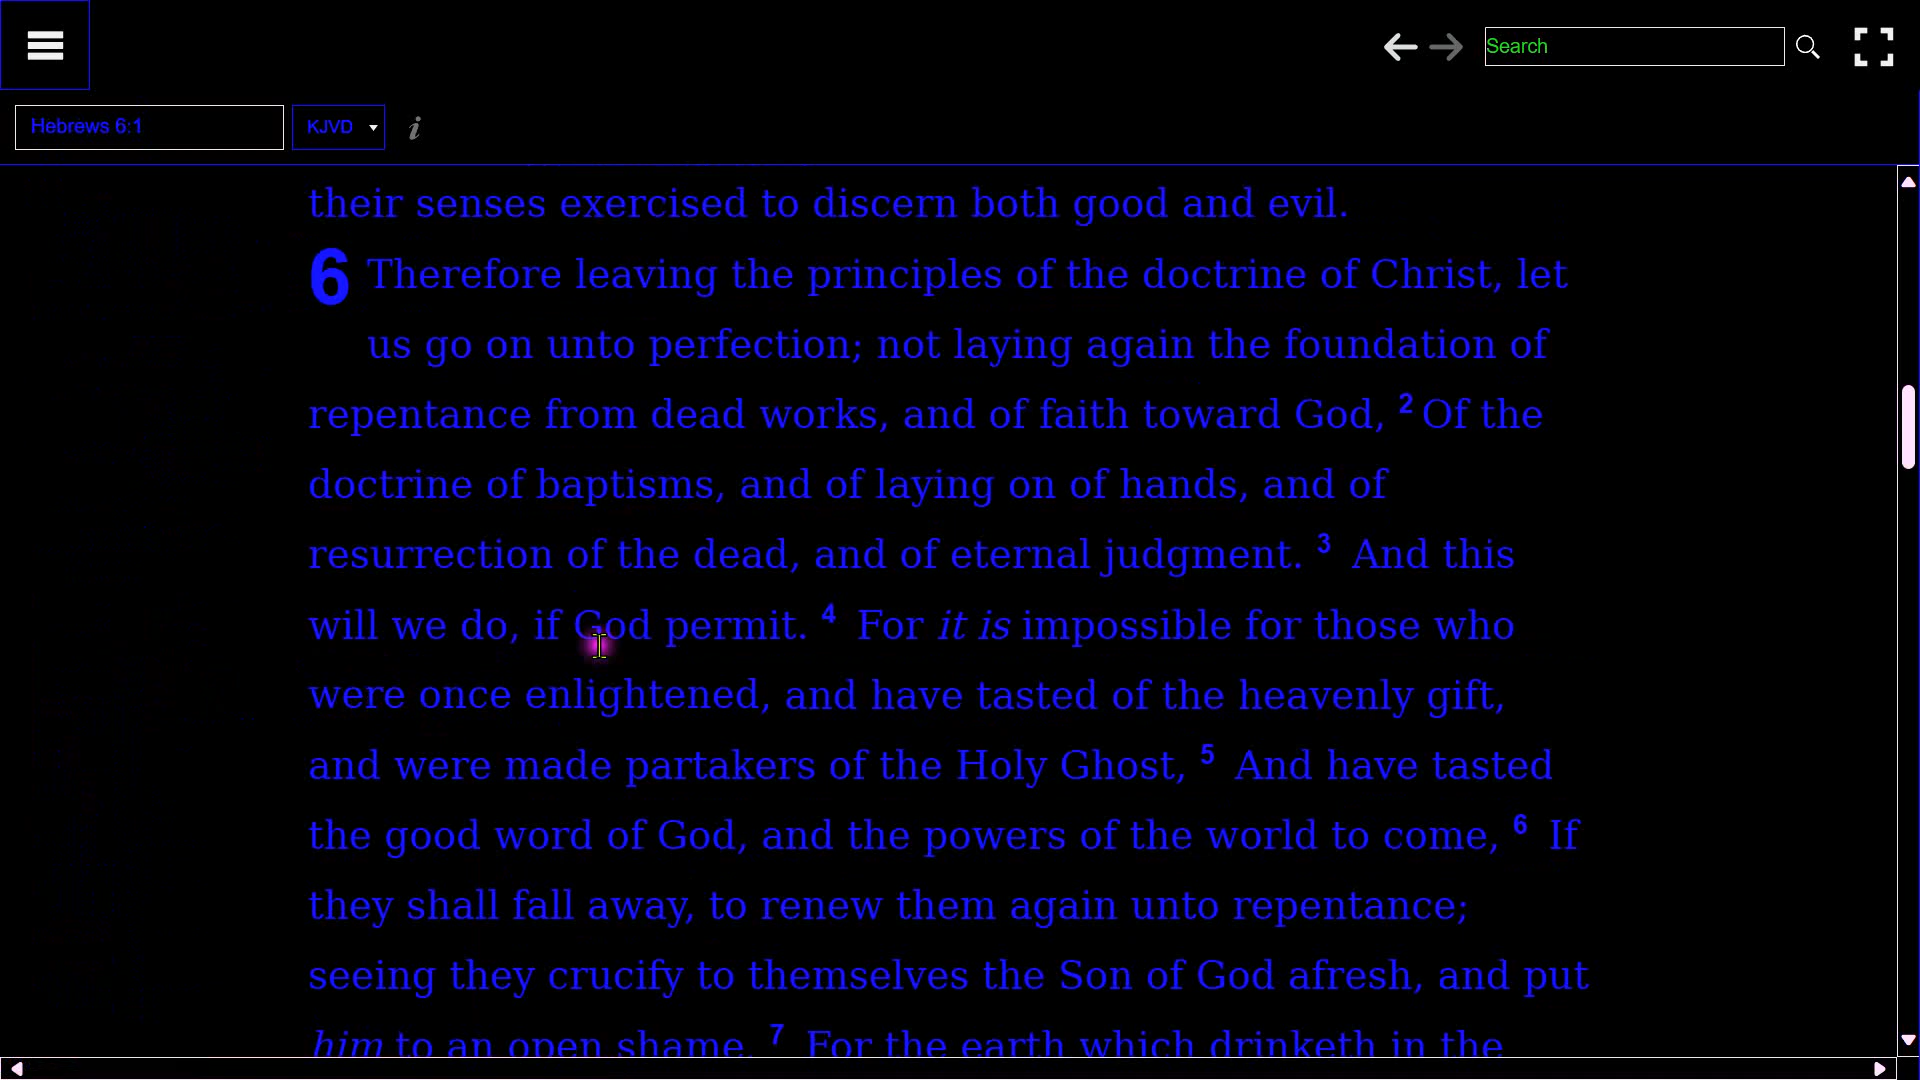 Search
Hebrews 6:1
KJVD
i
their senses exercised to discern both good and evil.
6 Therefore leaving the principles of the doctrine of Christ, let
us go on unto perfection; not laying again the foundation of
repentance from dead works, and of faith toward God, 2 Of the
doctrine of baptisms, and of laying on of hands, and of
resurrection of the dead, and of eternal judgment. 3 And this
will we do, if God permit. 4 For it is impossible for those who
were once enlightened, and have tasted of the heavenly gift,
and were made partakers of the Holy Ghost, 5 And have tasted
the good word of God, and the powers of the world to come, 6 If
they shall fall away, to renew them again unto repentance;
seeing they crucify to themselves the Son of God afresh, and put
him to an open shame. 7 For the earth which drinketh in the